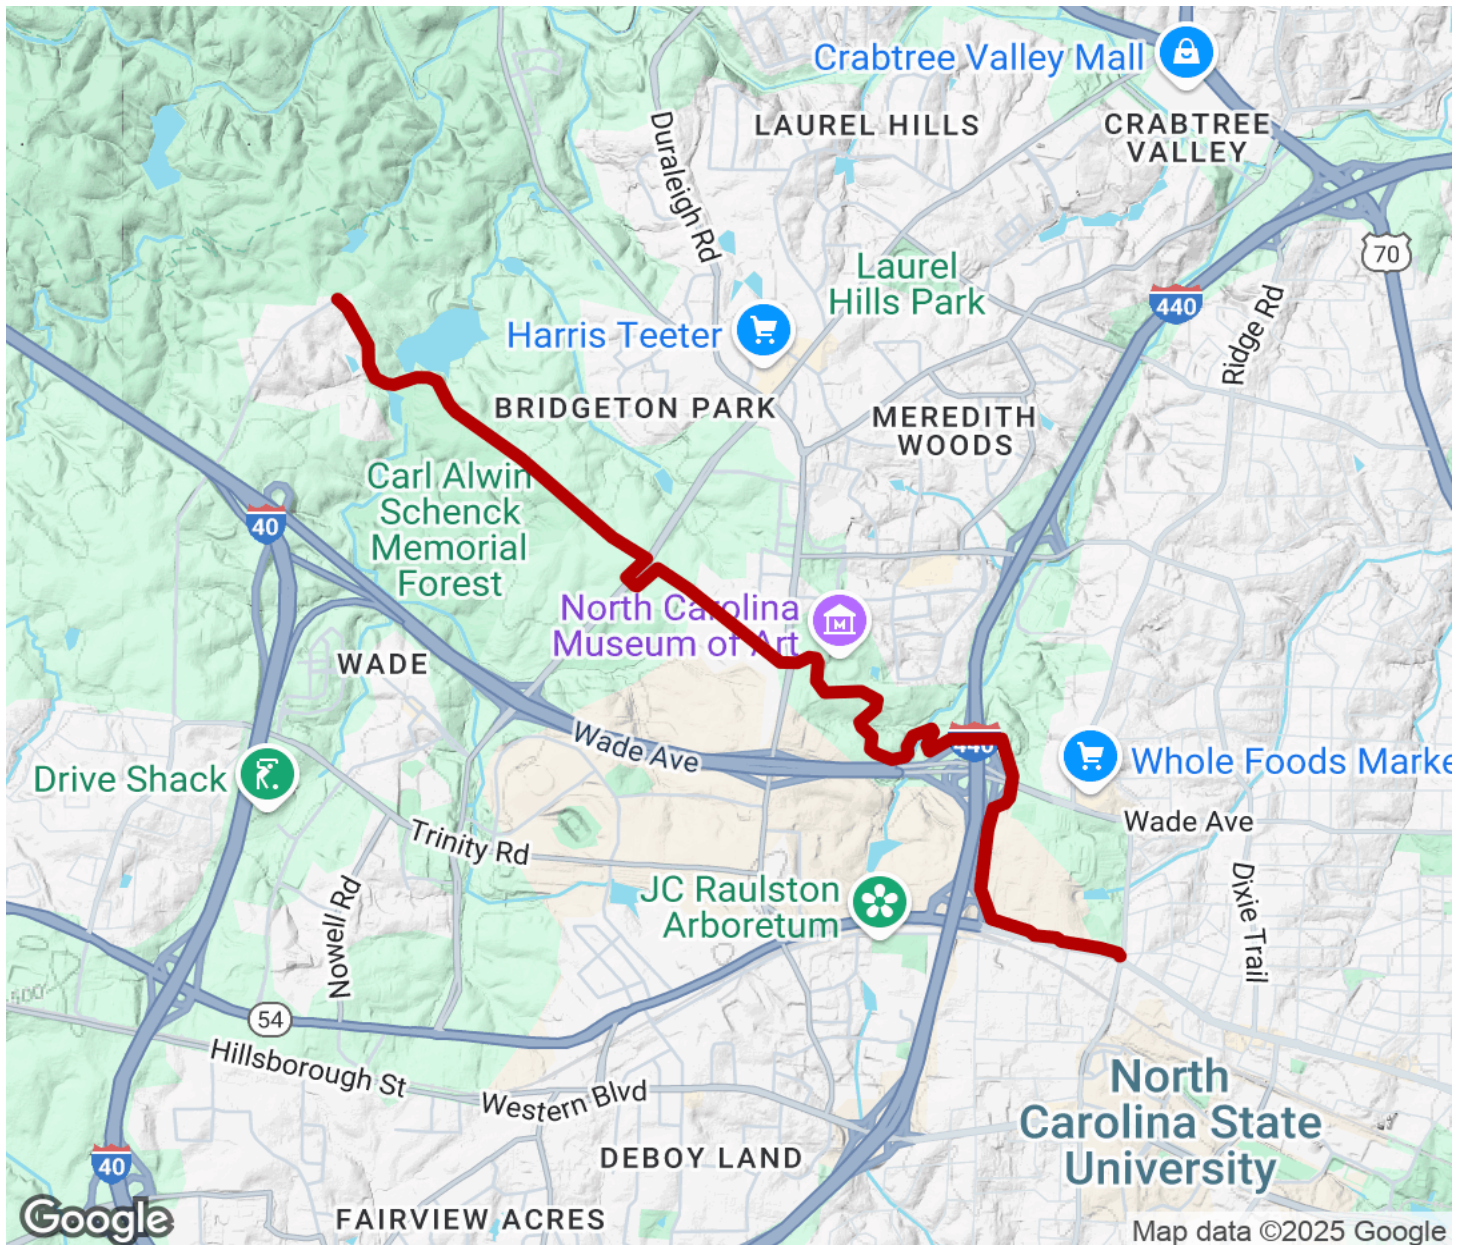 Crabtree Valley Mall
LAUREL HILLS
CRABTREE
VALLEY
Duraleigh Rd
70
Laurel
Hills Park
440
Ridge Rd
Harris Teeter
BRIDGETON PARK
MEREDITH
WOODS
Carl Alwin
Schenck
Memorial
Forest
40
North Carolina
Museum of Art
WADE
Wade Ave
440
Drive Shack
Whole Foods Marke
Wade Ave
Trinity Rd
JC Raulston
Arboretum
Dixie Trail
Nowell Rd
500
54
Hillsborough St
Western Blvd
North
Carolina State
University
DEBOY LAND
40
FAIRVIEW ACRES
Google
Map data ©2025 Google